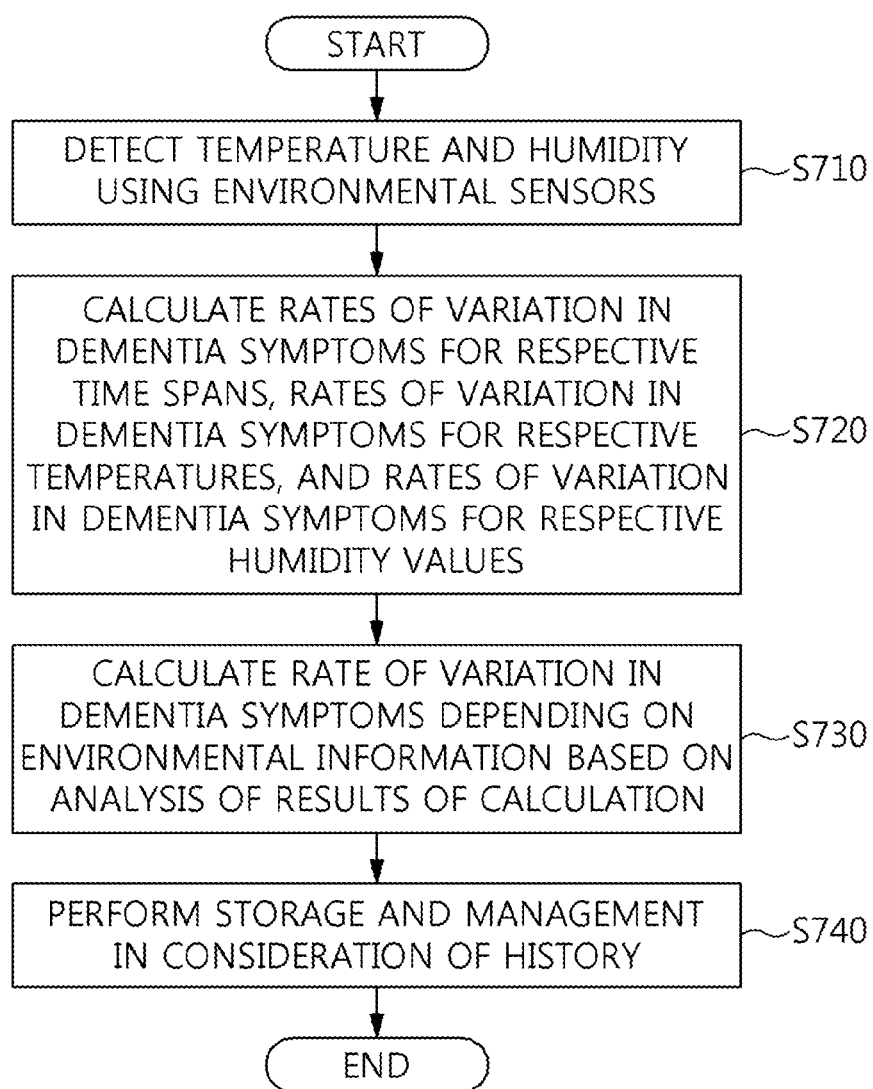 START
DETECT TEMPERATURE AND HUMIDITY
USING ENVIRONMENTAL SENSORS
S710
CALCULATE RATES OF VARIATION IN
DEMENTIA SYMPTOMS FOR RESPECTIVE
TIME SPANS, RATES OF VARIATION IN
DEMENTIA SYMPTOMS FOR RESPECTIVE
TEMPERATURES, AND RATES OF VARIATION
IN DEMENTIA SYMPTOMS FOR RESPECTIVE
HUMIDITY VALUES
S720
CALCULATE RATE OF VARIATION IN
DEMENTIA SYMPTOMS DEPENDING ON
ENVIRONMENTAL INFORMATION BASED ON
ANALYSIS OF RESULTS OF CALCULATION
S730
PERFORM STORAGE AND MANAGEMENT
IN CONSIDERATION OF HISTORY
S740
END